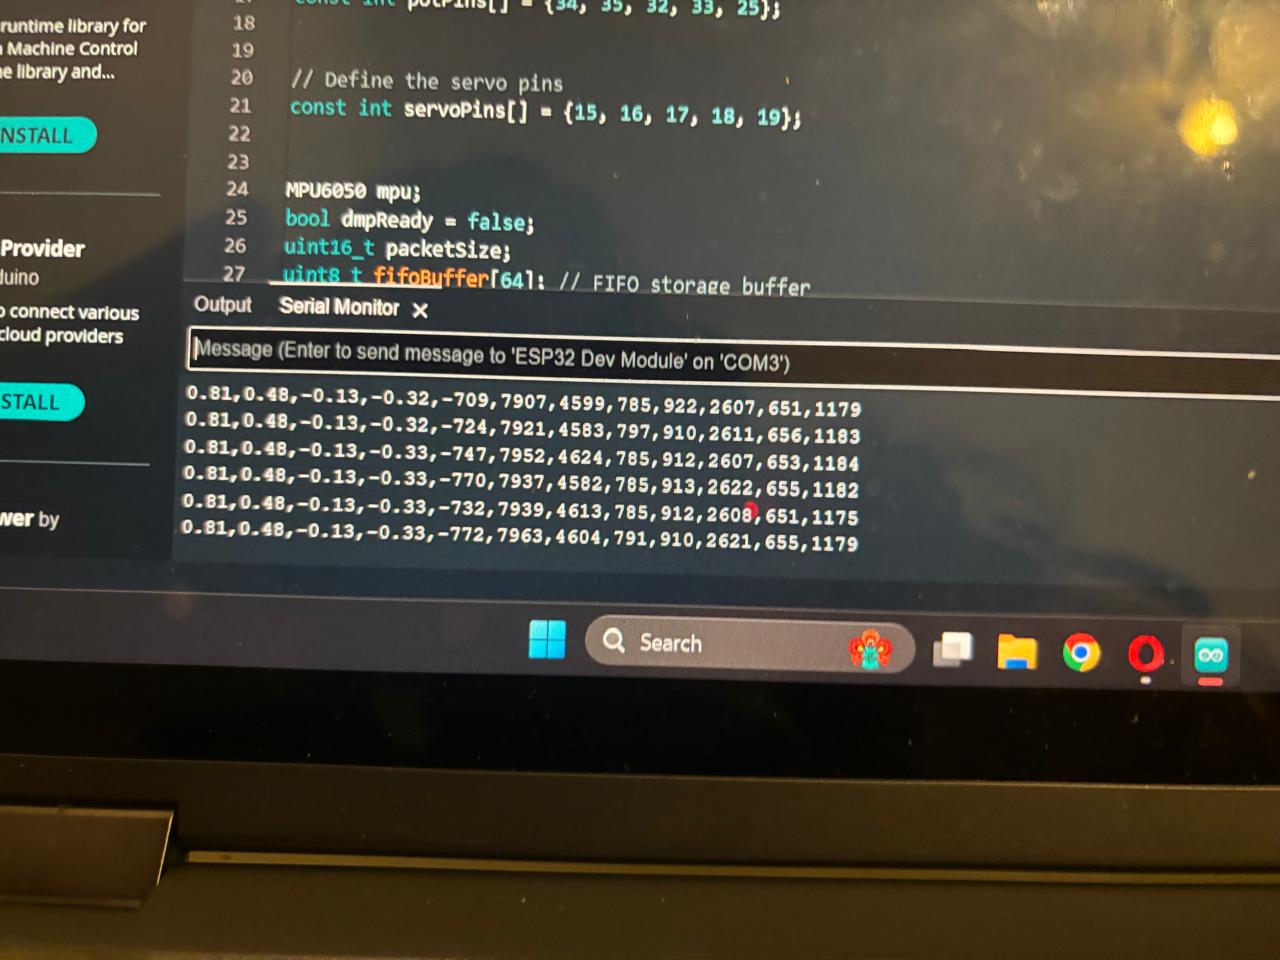 runtime library for
Machine Control
e library and...
NSTALL
Provider
duino
o connect various
cloud providers
STALL
wer by
const int potPins[] = {34, 35, 32, 33, 25};
18
19
20 // Define the servo pins
21 const int servoPins[] = {15, 16, 17, 18, 19};
22
23
24 MPU6050 mpu;
25 bool dmpReady = false;
26 uint16_t packetSize;
27 uint8_t fifoBuffer[64]; // FIFO storage buffer
Output Serial Monitor ×
Message (Enter to send message to 'ESP32 Dev Module' on 'COM3')
0.81,0.48,-0.13,-0.32,-709,7907,4599,785,922,2607,651,1179
0.81,0.48,-0.13,-0.32,-724,7921,4583,797,910,2611,656,1183
0.81,0.48,-0.13,-0.33,-747,7952,4624,785,912,2607,653,1184
0.81,0.48,-0.13,-0.33,-770,7937,4582,785,913,2622,655,1182
0.81,0.48,-0.13,-0.33,-732,7939,4613,785,912,2608,651,1175
0.81,0.48,-0.13,-0.33,-772,7963,4604,791,910,2621,655,1179
Search